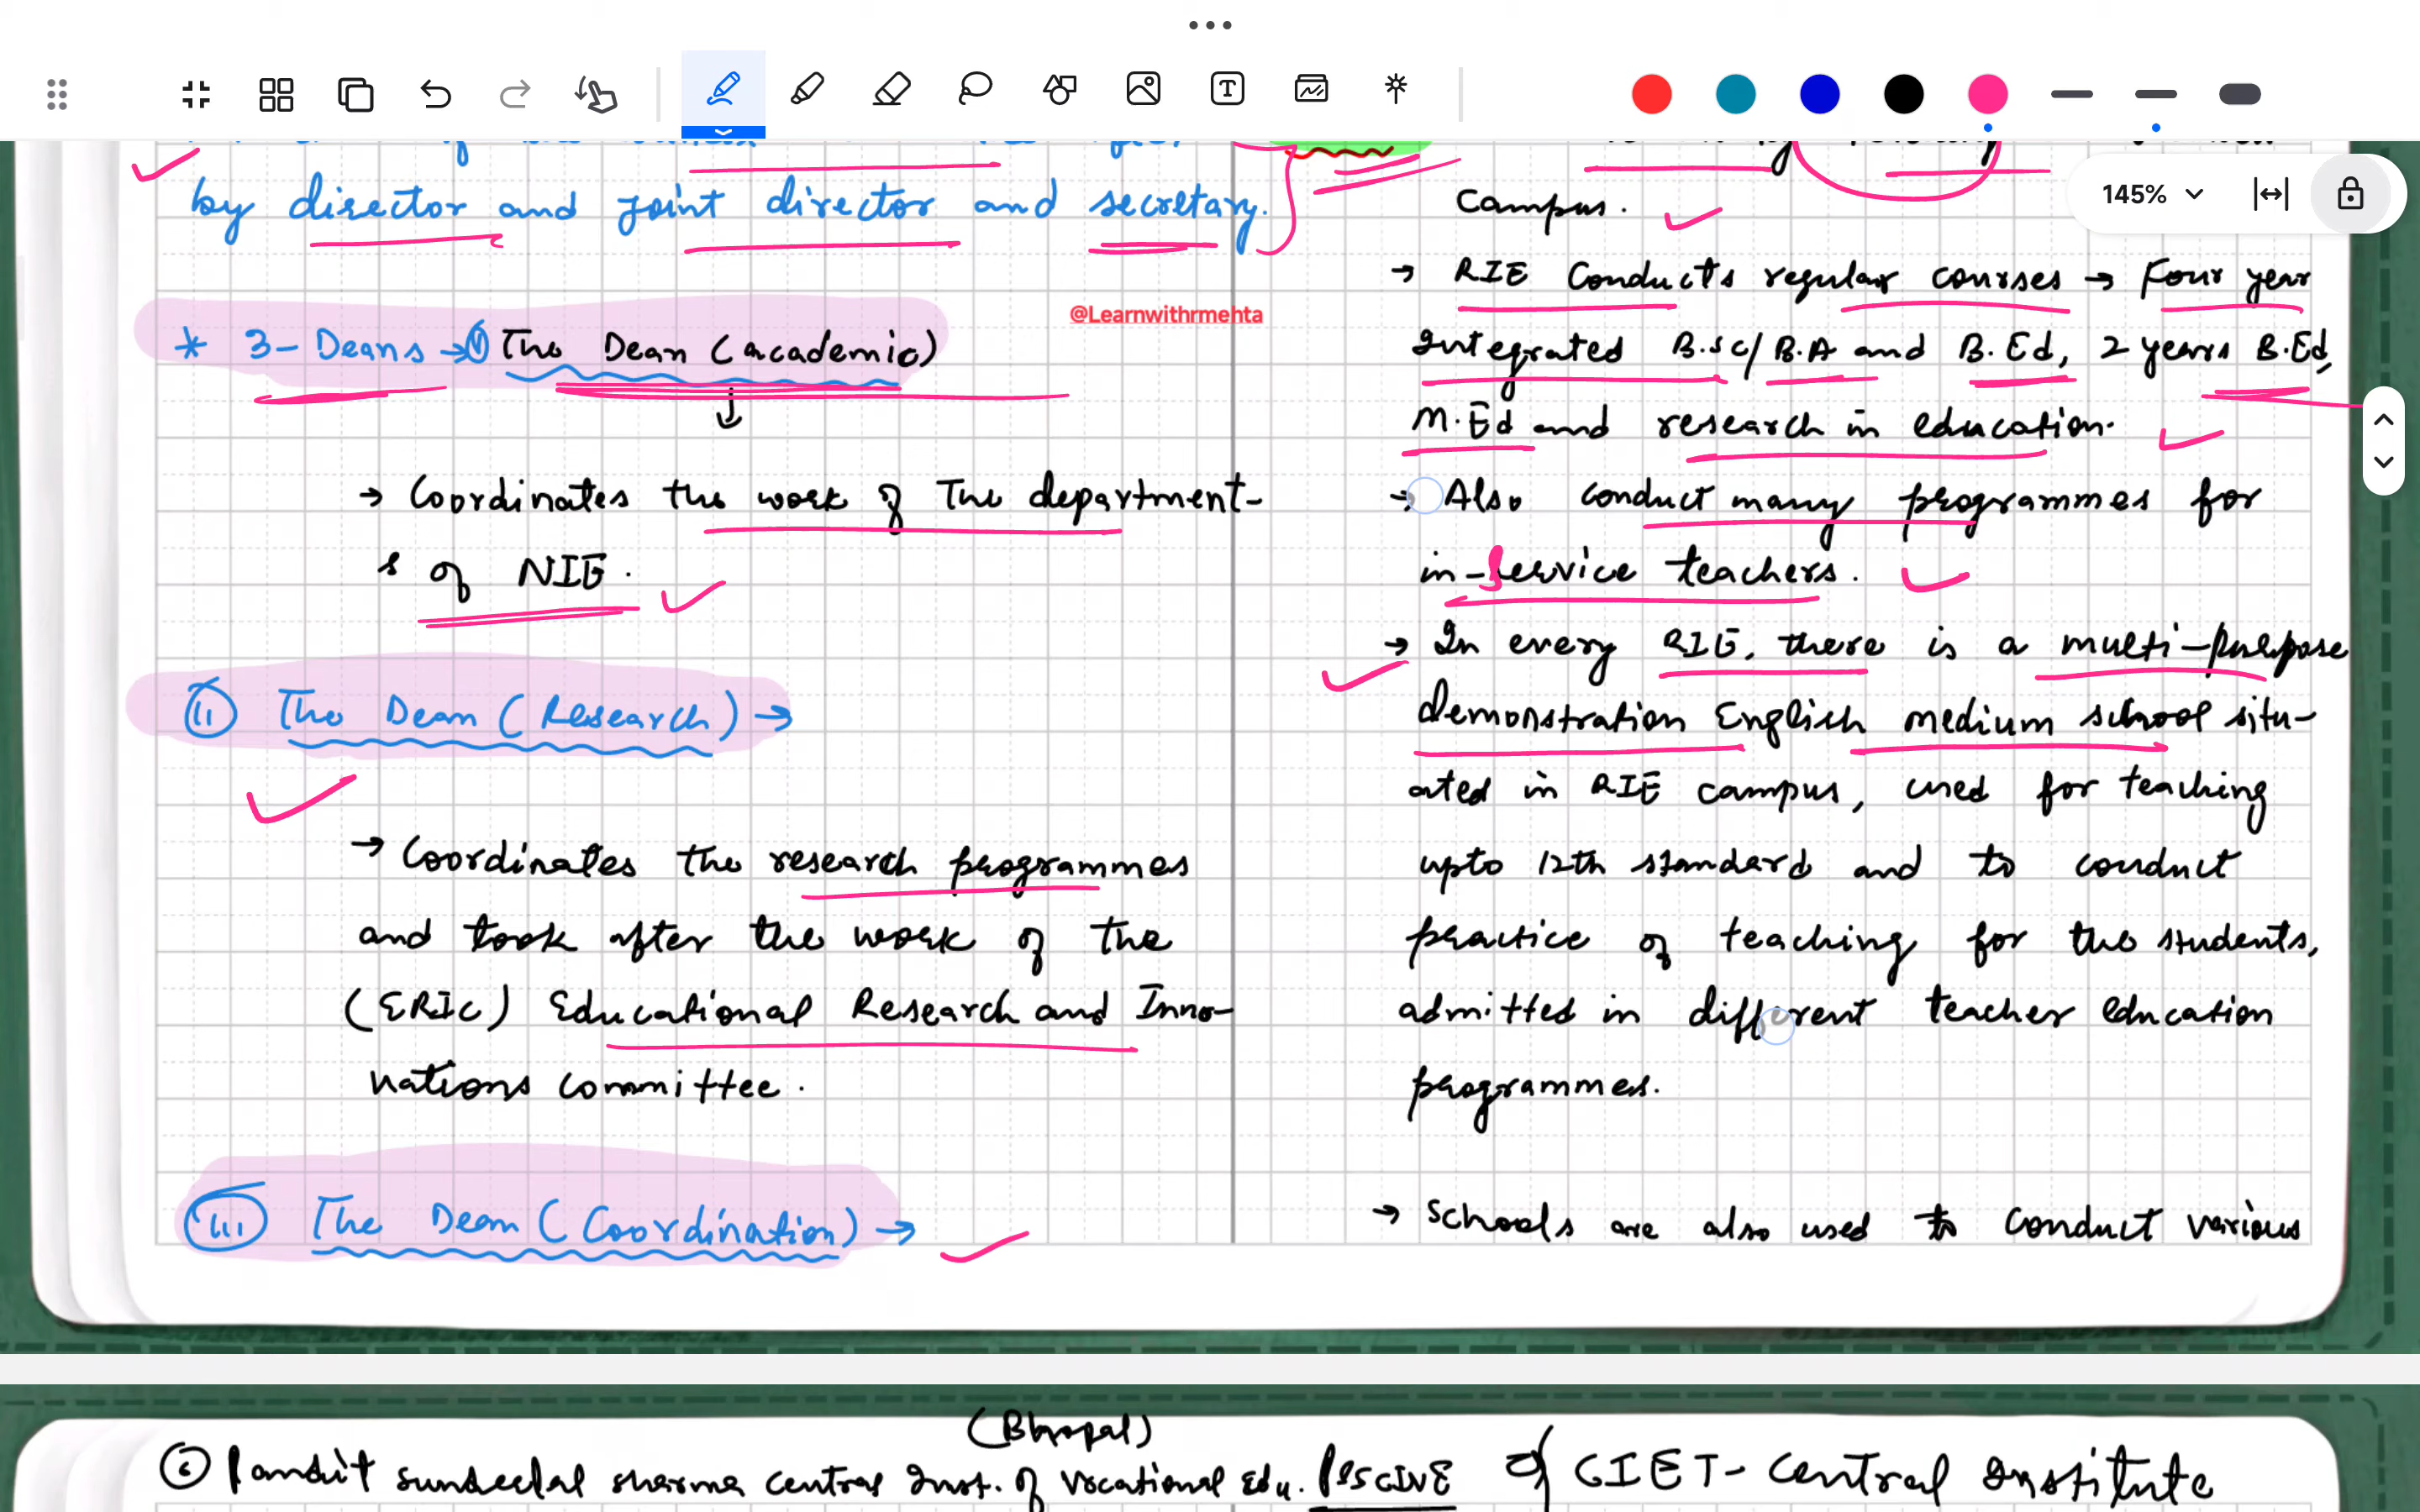 by director and joint director and secretary.
* 3-Deans → (i) The Dean (academic)
→ Coordinates the work of the department-
s of NIE.
(ii) The Dean (Research) →
→ Coordinates the research programmes
and took after the work of the
(ERIC) Educational Research and Inno-
nations committee.
(iii) The Dean (Coordination) →
@Learnwithrmehta
Campus.
→ RIE Conducts regular courses → Four year
Integrated B.sc/B.A and B.Ed, 2 years B.Ed,
M.Ed and research in education.
→ Also conduct many programmes for
in-service teachers.
→ In every RIE, there is a multi-purpose
demonstration English medium school situ-
ated in RIE campus, used for teaching
upto 12th standard and to conduct
practice of teaching for the students,
admitted in different teacher education
programmes.
→ Schools are also used to conduct various
145%
(Bhopal)
⑥ Pandit sunderlal sharma central Inst. of Vocational Edu. PSSCIVE
CIET- Central Institute